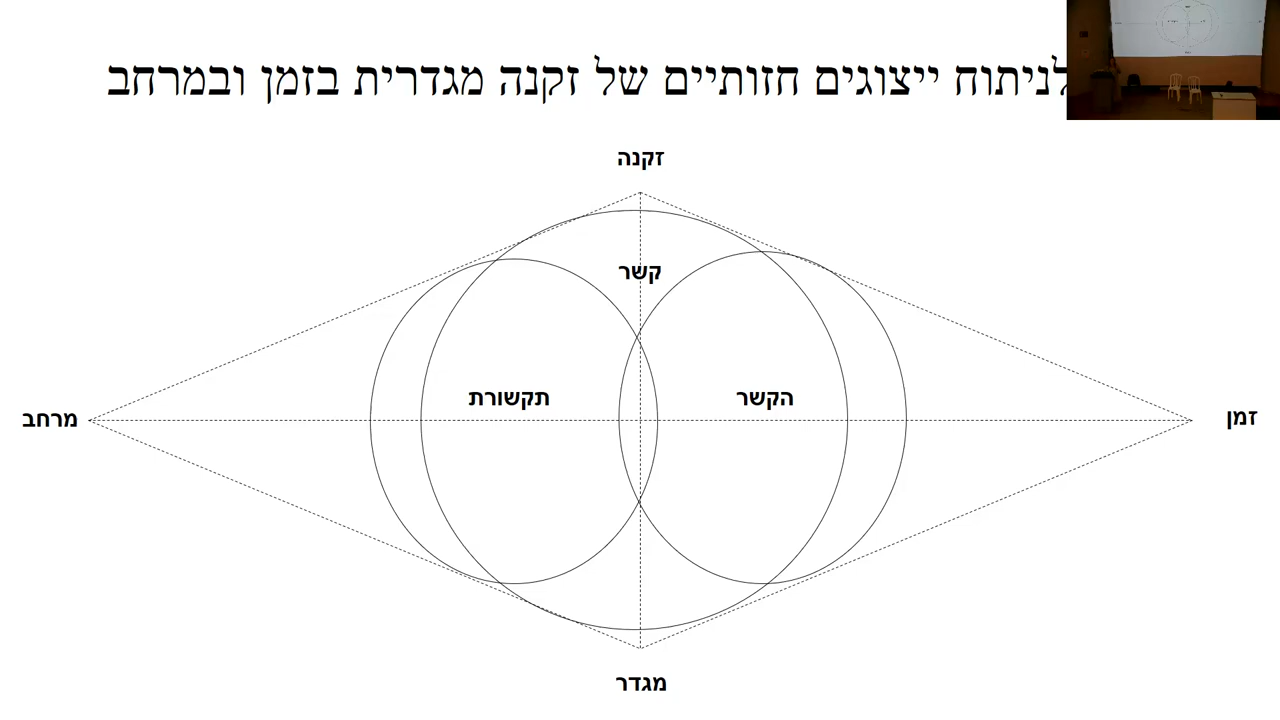 לניתוח ייצוגים חזותיים של זקנה מגדרית בזמן ובמרחב
זקנה
קשר
תקשורת
הקשר
מרחב
זמן
מגדר